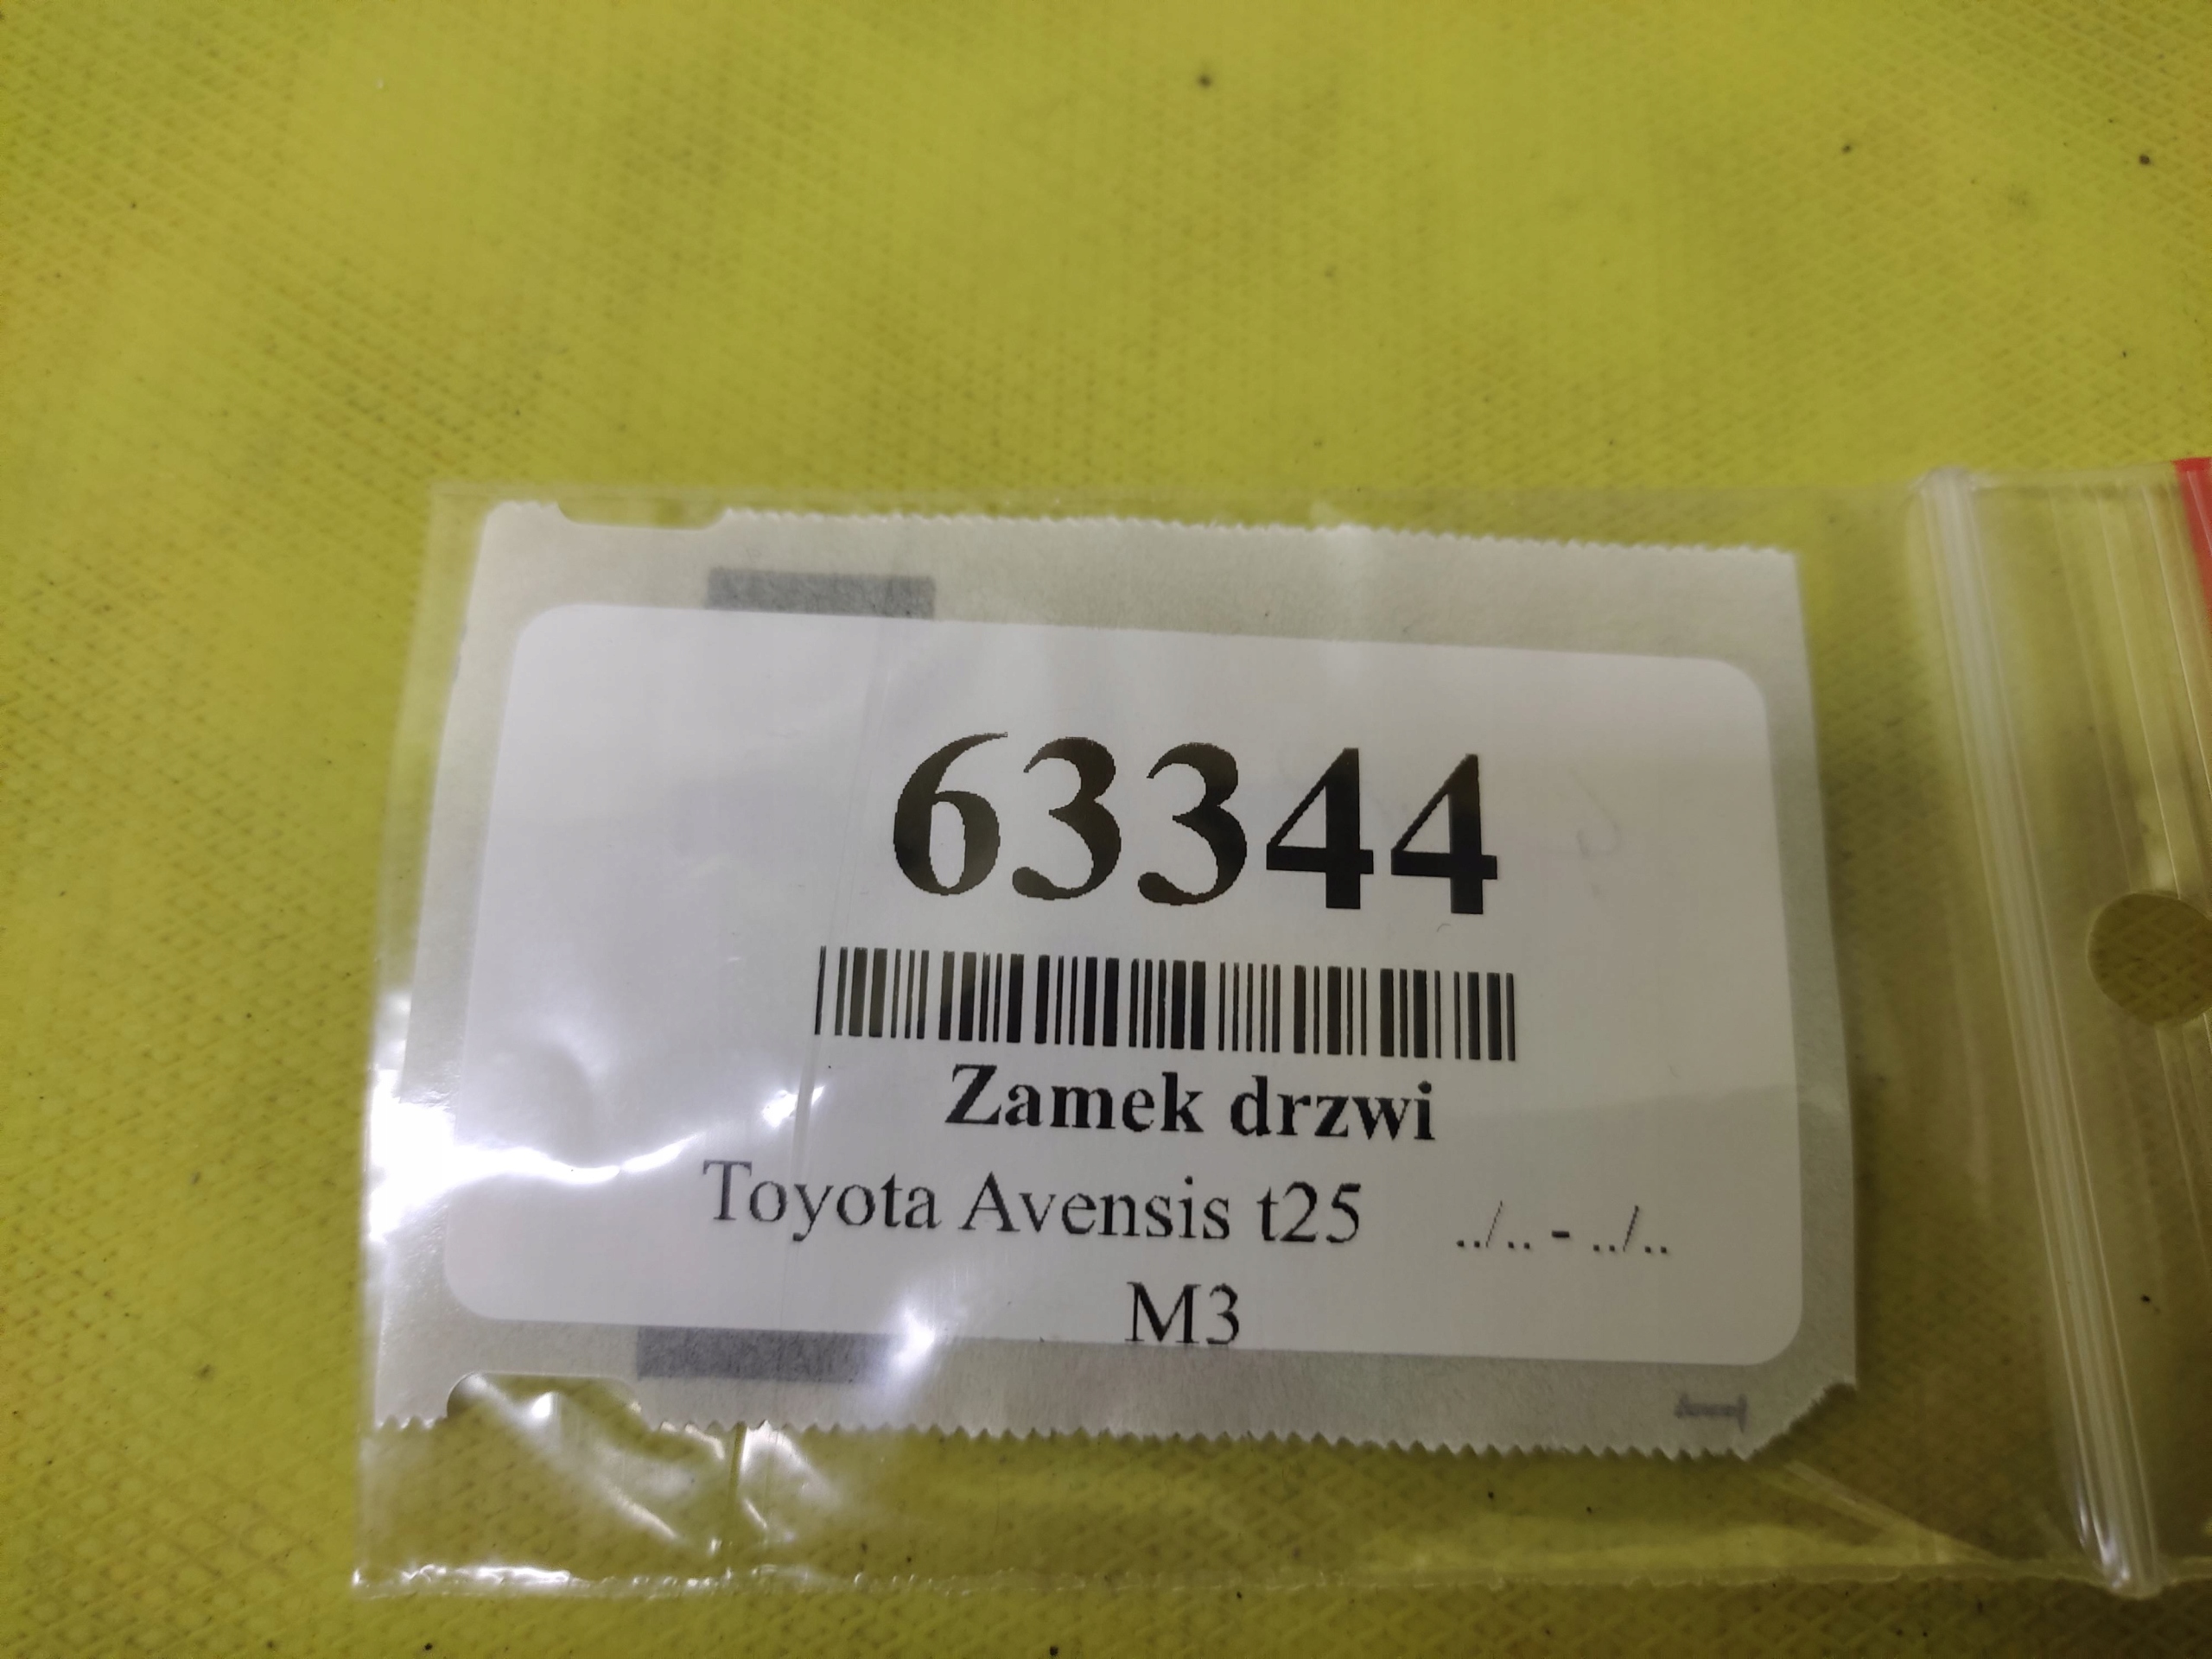 63344
Zamek drzwi
Toyota Avensis t25 ../.. - ../..
M3